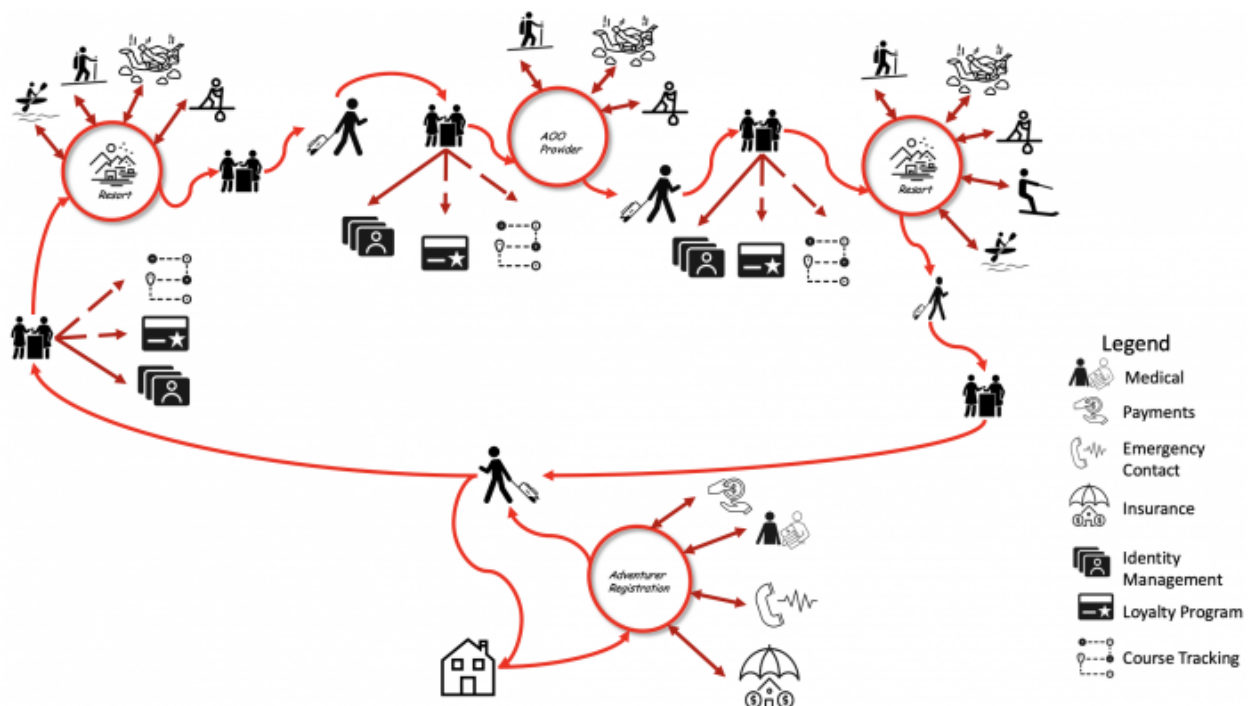 AOO
Provider
Resort
Resort
Legend
Medical
Payments
Emergency
Contact
Insurance
Identity
Management
Loyalty Program
Course Tracking
Adventurer
Registration